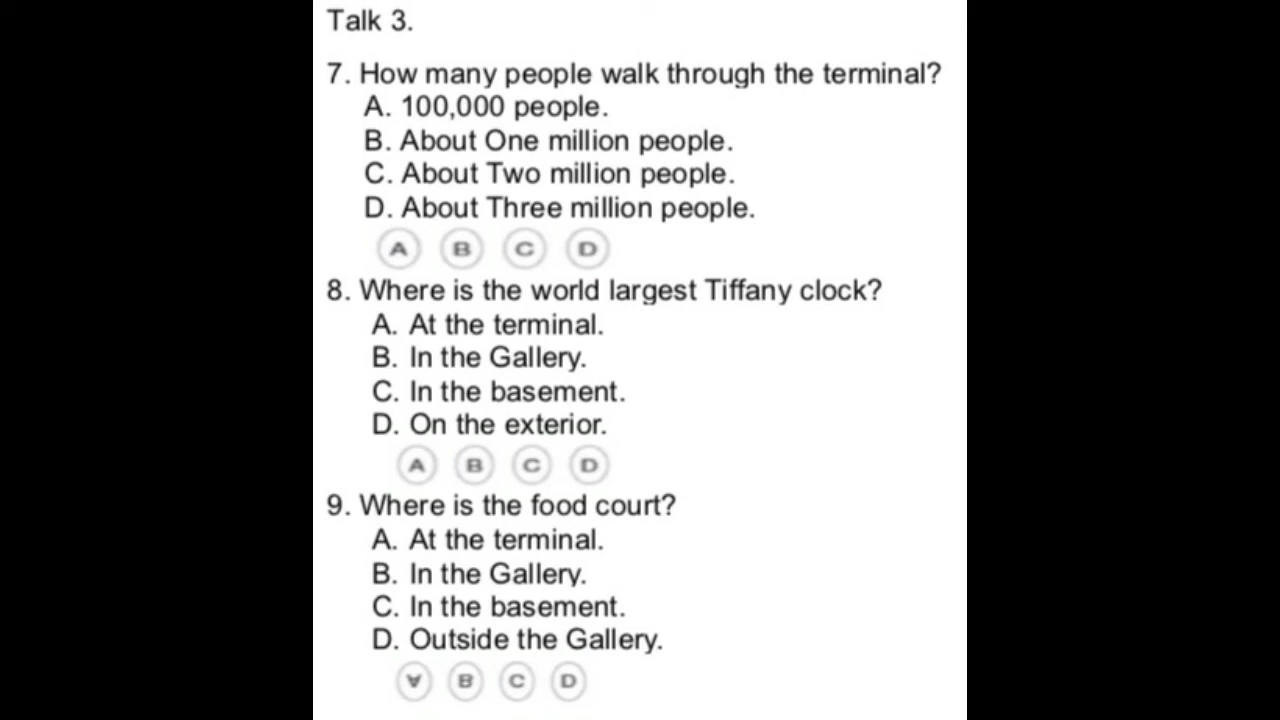 Talk 3.
7. How many people walk through the terminal?
A. 100,000 people.
B. About One million people.
C. About Two million people.
D. About Three million people.
A B C D
8. Where is the world largest Tiffany clock?
A. At the terminal.
B. In the Gallery.
C. In the basement.
D. On the exterior.
A B C D
9. Where is the food court?
A. At the terminal.
B. In the Gallery.
C. In the basement.
D. Outside the Gallery.
A B C D